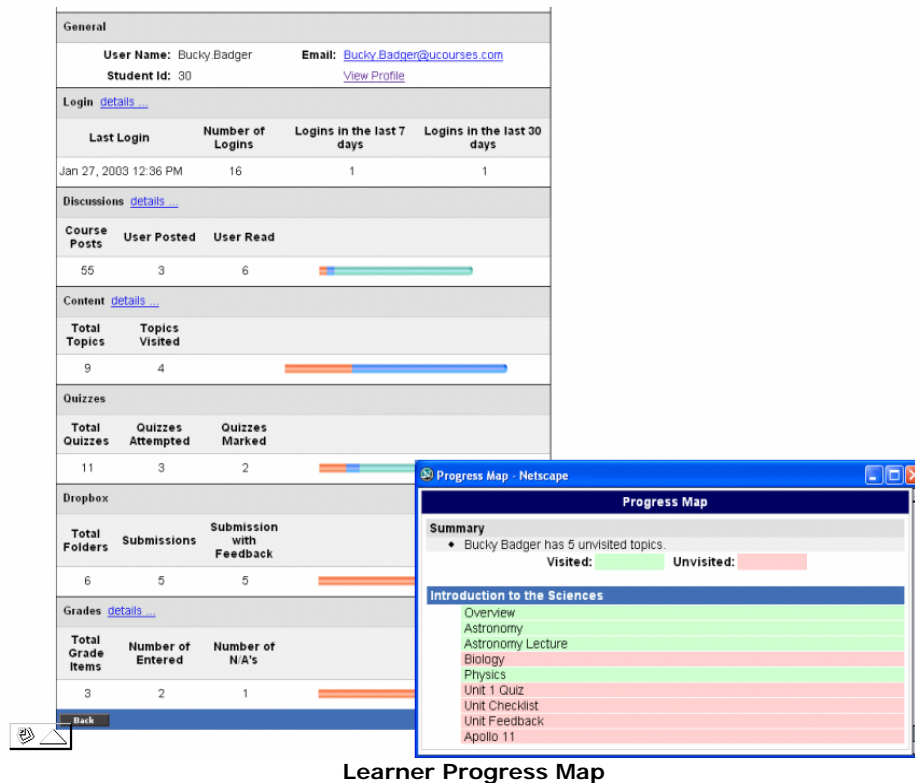 General
User Name: Bucky.Badger Email: Bucky.Badger@ucourses.com
Student Id: 30 View Profile
Login details ...
Last Login Number of Logins Logins in the last 7 days Logins in the last 30 days
Jan 27, 2003 12:36 PM 16 1 1
Discussions details ...
Course Posts User Posted User Read
55 3 6
Content details ...
Total Topics Topics Visited
9 4
Quizzes
Total Quizzes Quizzes Attempted Quizzes Marked
11 3 2
Dropbox
Total Folders Submissions Submission with Feedback
6 5 5
Grades details ...
Total Grade Items Number of Entered Number of N/A's
3 2 1
Back
Progress Map - Netscape
Progress Map
Summary
Bucky Badger has 5 unvisited topics.
Visited: Unvisited:
Introduction to the Sciences
Overview
Astronomy
Astronomy Lecture
Biology
Physics
Unit 1 Quiz
Unit Checklist
Unit Feedback
Apollo 11
Learner Progress Map